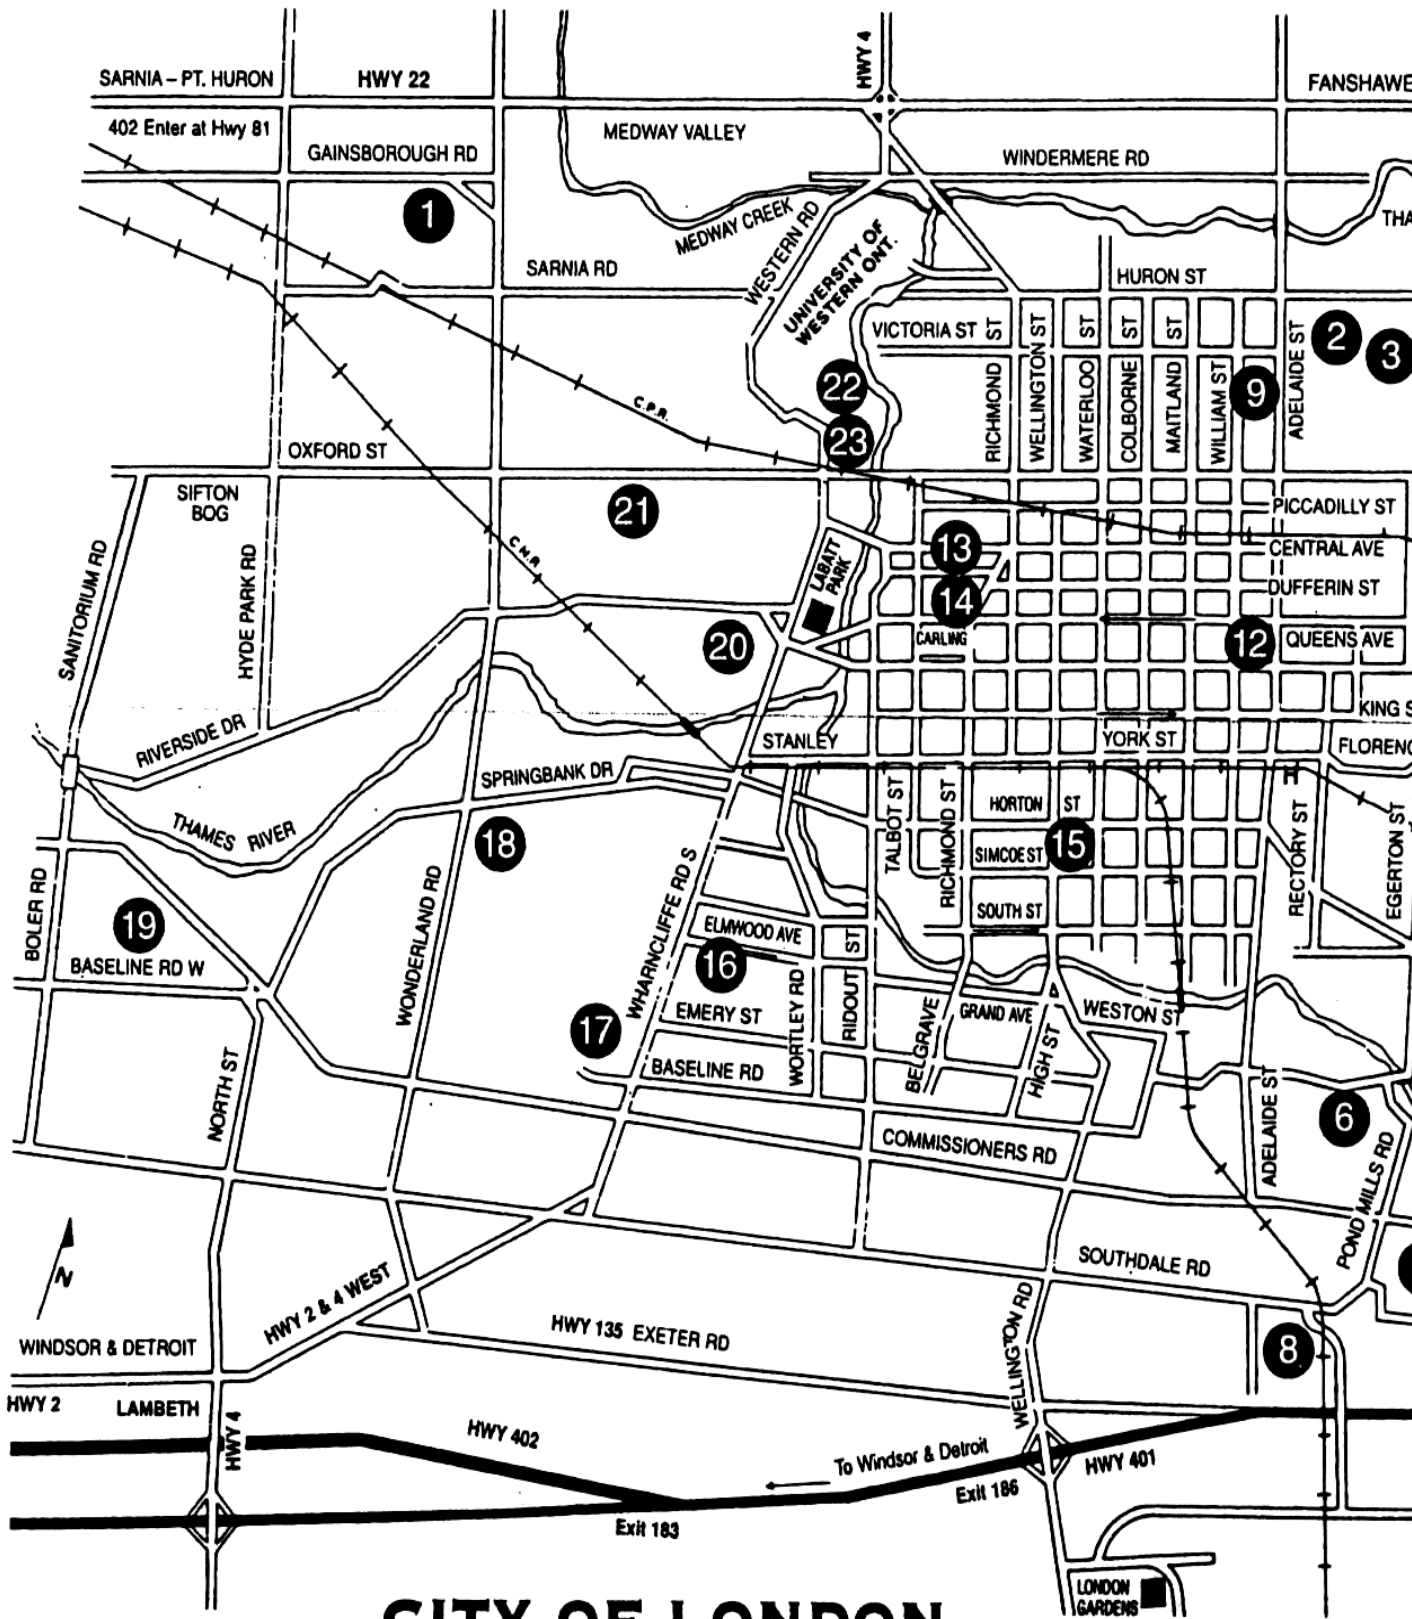 HWY 4
SARNIA – PT. HURON
HWY 22
FANSHAWE
402 Enter at Hwy 81
MEDWAY VALLEY
GAINSBOROUGH RD
WINDERMERE RD
1
MEDWAY CREEK
WESTERN RD
UNIVERSITY OF
WESTERN ONT.
THA
SARNIA RD
HURON ST
VICTORIA ST
RICHMOND ST
WELLINGTON ST
WATERLOO ST
COLBORNE ST
MAITLAND ST
WILLIAM ST
ADELAIDE ST
2
3
9
22
23
C.P.R.
OXFORD ST
SIFTON
BOG
21
PICCADILLY ST
C.N.R.
LABATT
PARK
13
CENTRAL AVE
DUFFERIN ST
14
SANITORIUM RD
HYDE PARK RD
20
CARLING
12
QUEENS AVE
KING S
RIVERSIDE DR
STANLEY
YORK ST
FLORENC
SPRINGBANK DR
THAMES RIVER
18
TALBOT ST
RICHMOND ST
HORTON ST
SIMCOE ST
15
RECTORY ST
EGERTON ST
SOUTH ST
BOLER RD
19
BASELINE RD W
WONDERLAND RD
WHARNCLIFFE RD S
ELMWOOD AVE
16
EMERY ST
WORTLEY RD
RIDOUT ST
BELGRAVE
GRAND AVE
HIGH ST
WESTON ST
17
BASELINE RD
NORTH ST
COMMISSIONERS RD
ADELAIDE ST
6
POND MILLS RD
N
SOUTHDALE RD
HWY 2 & 4 WEST
WINDSOR & DETROIT
HWY 135 EXETER RD
WELLINGTON RD
8
HWY 2
LAMBETH
HWY 4
HWY 402
To Windsor & Detroit
HWY 401
Exit 186
Exit 183
LONDON
GARDENS
CITY OF LONDON